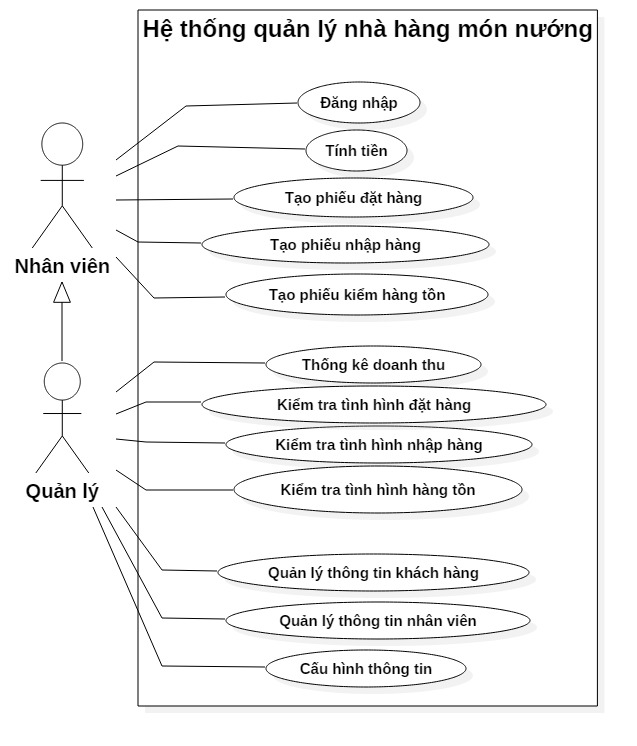 Hệ thống quản lý nhà hàng món nướng
Đăng nhập
Tính tiền
Tạo phiếu đặt hàng
Tạo phiếu nhập hàng
Nhân viên
Tạo phiếu kiểm hàng tồn
Thống kê doanh thu
Kiểm tra tình hình đặt hàng
Kiểm tra tình hình nhập hàng
Quản lý
Kiểm tra tình hình hàng tồn
Quản lý thông tin khách hàng
Quản lý thông tin nhân viên
Cấu hình thông tin